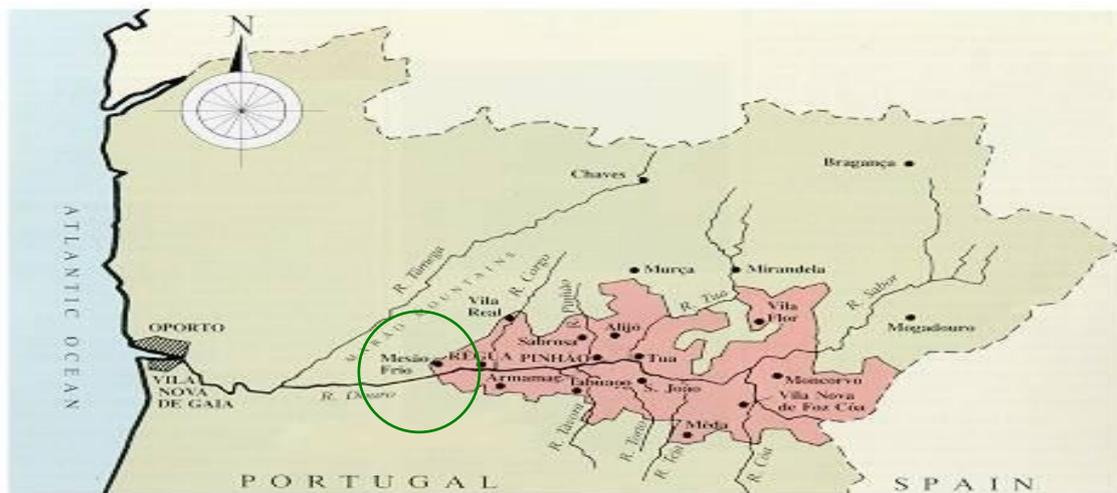 N
Bragança
Chaves
ATLANTIC OCEAN
R. Tâmega
MARÃO MOUNTAINS
R. Corgo
Murça
Mirandela
R. Sabor
R. Tua
Vila
Real
R. Pinhão
Vila
Flor
OPORTO
Alijó
Mogadouro
Sabrosa
Mesão
Frio
RÉGUA
PINHÃO
Tua
VILA
NOVA
DE GAIA
R. Douro
Armamar
Tabuaço
S. João
Moncorvo
Vila Nova
de Foz Côa
Mêda
R. Távora
R. Torto
R. Côa
PORTUGAL
SPAIN